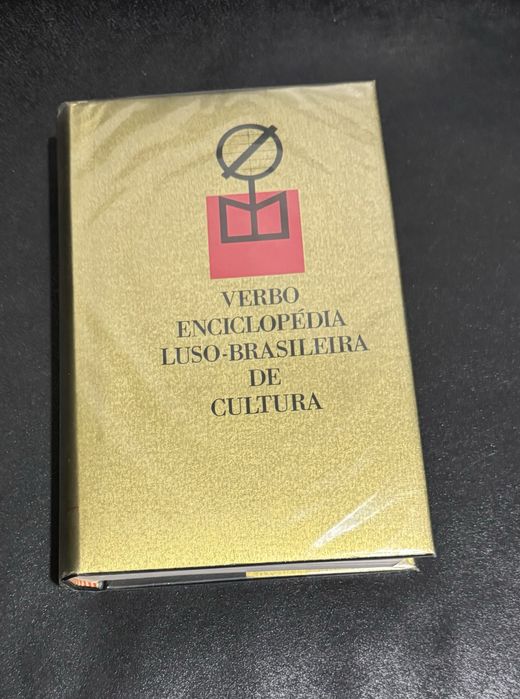 VERBO
ENCICLOPÉDIA
LUSO-BRASILEIRA
DE
CULTURA